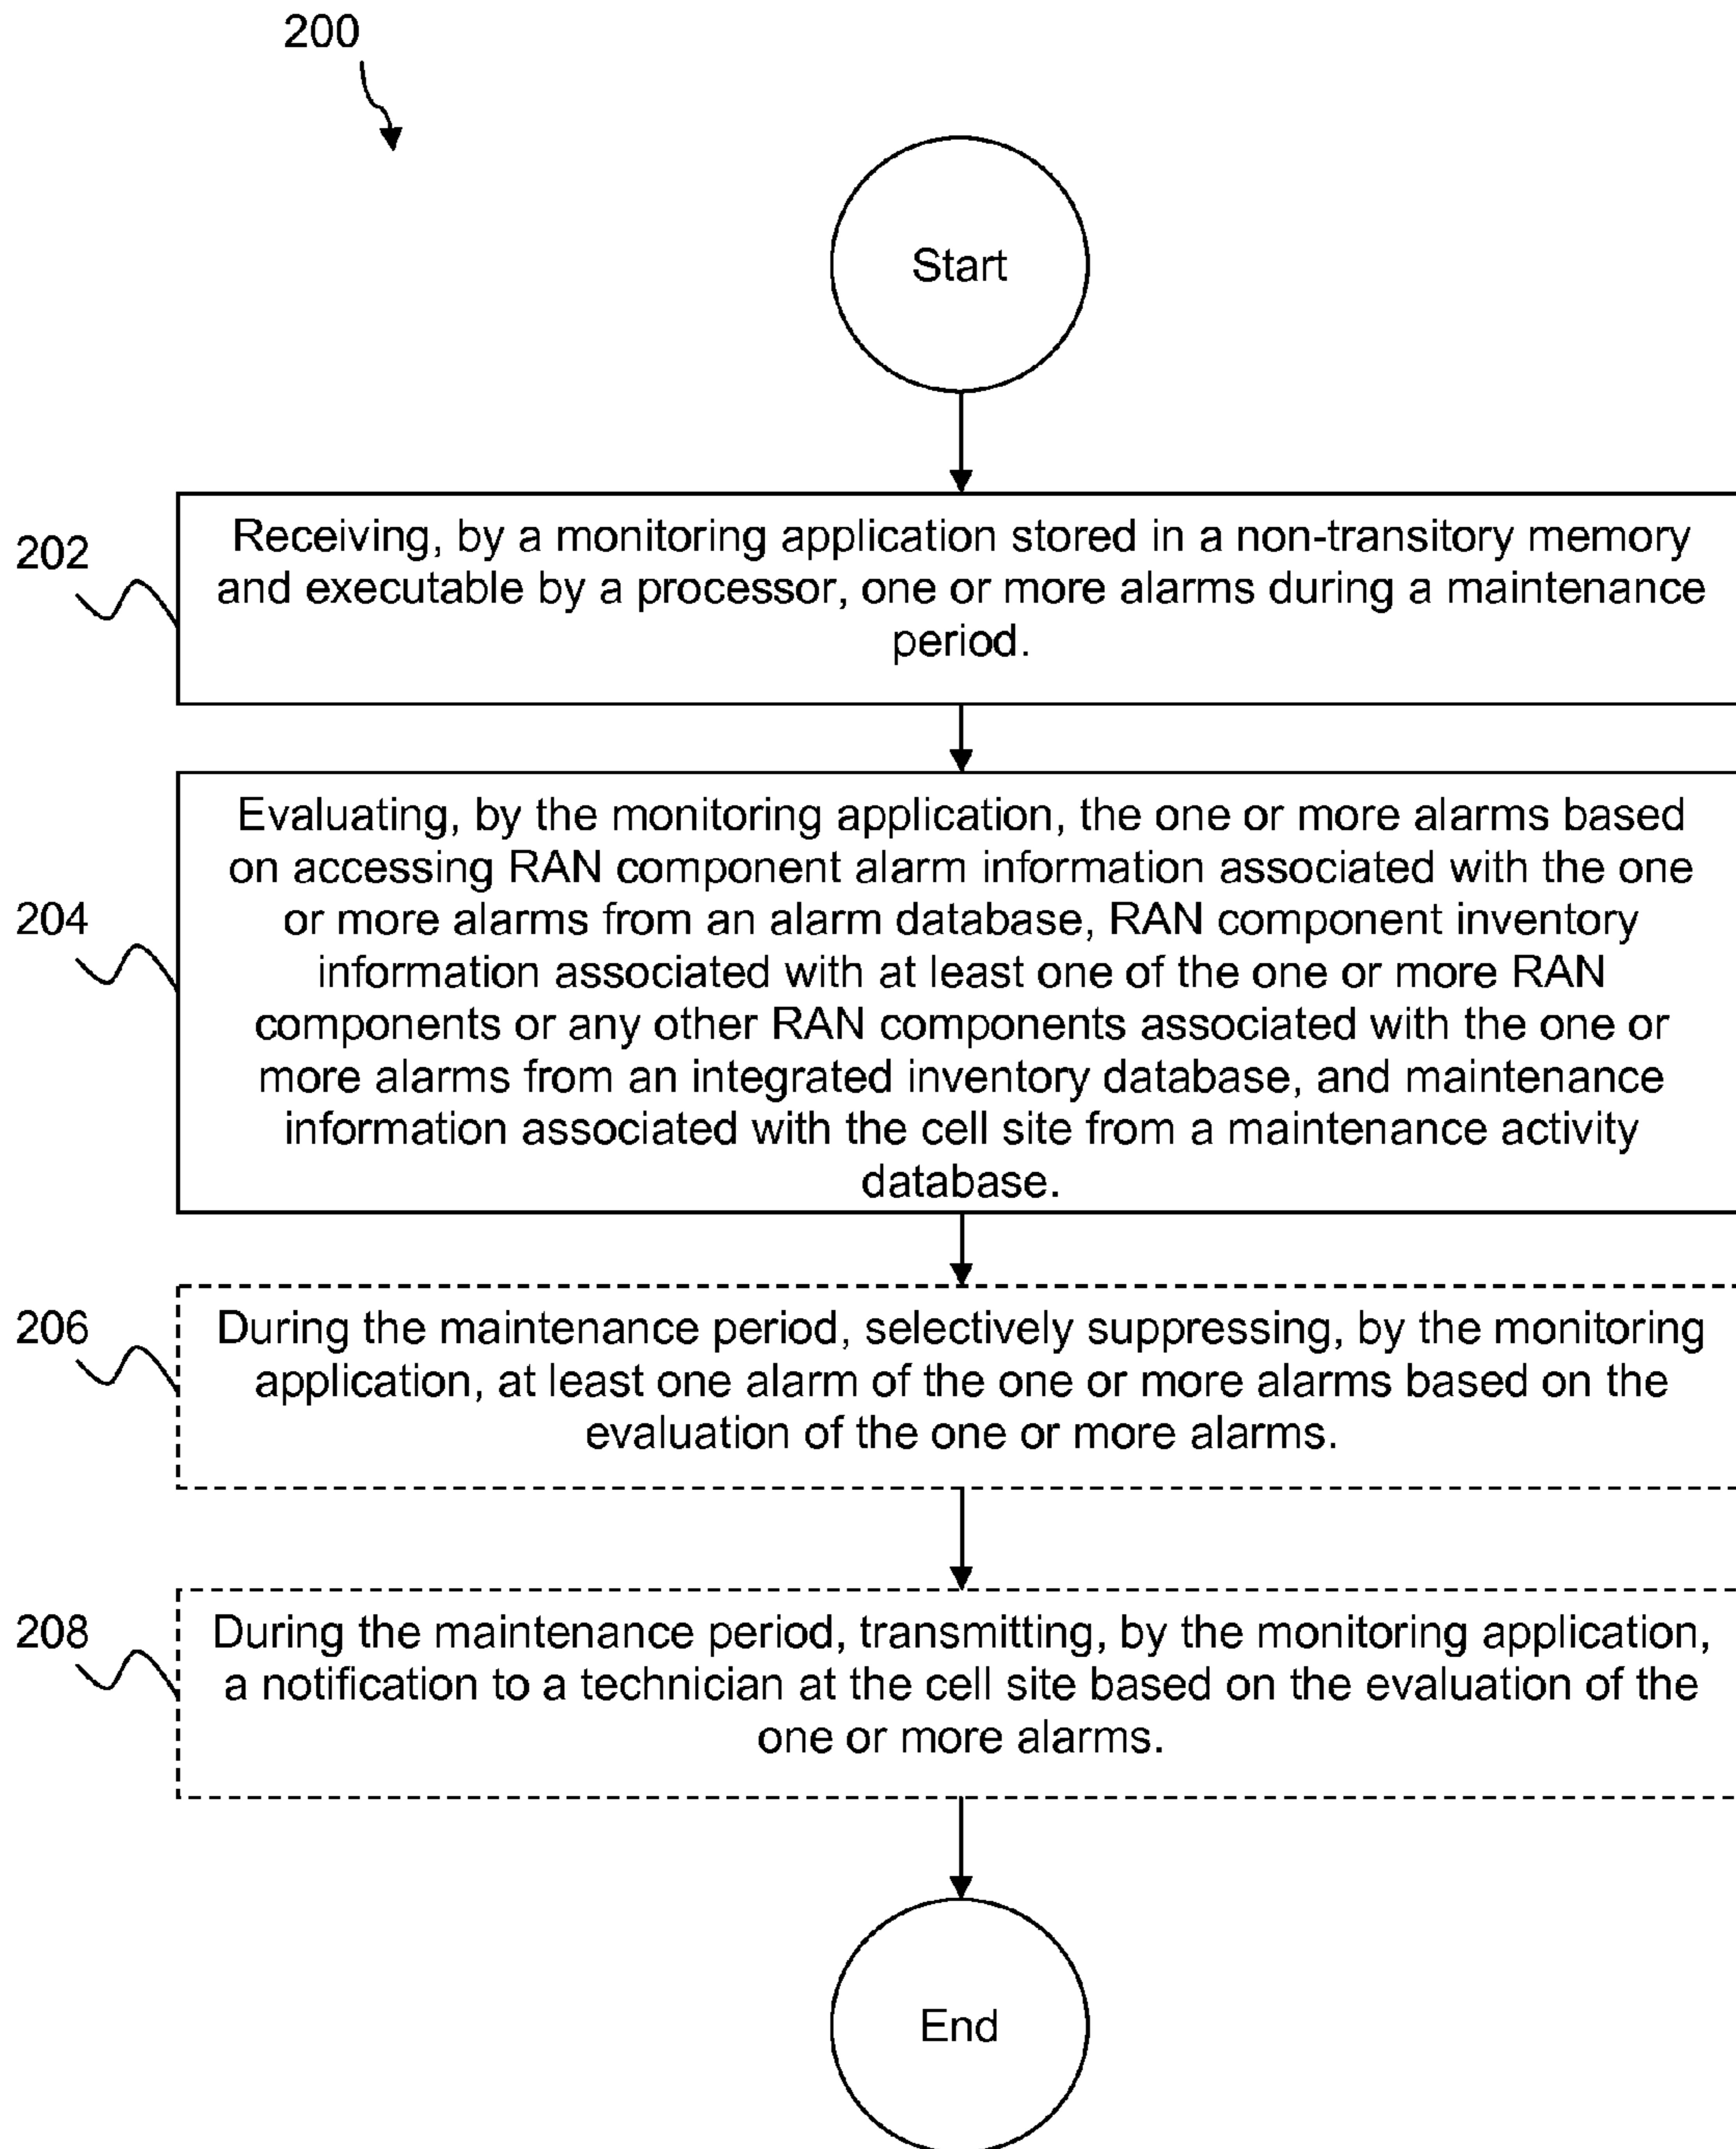 200
Start
202
Receiving, by a monitoring application stored in a non-transitory memory
and executable by a processor, one or more alarms during a maintenance
period.
204
Evaluating, by the monitoring application, the one or more alarms based
on accessing RAN component alarm information associated with the one
or more alarms from an alarm database, RAN component inventory
information associated with at least one of the one or more RAN
components or any other RAN components associated with the one or
more alarms from an integrated inventory database, and maintenance
information associated with the cell site from a maintenance activity
database.
206
During the maintenance period, selectively suppressing, by the monitoring
application, at least one alarm of the one or more alarms based on the
evaluation of the one or more alarms.
208
During the maintenance period, transmitting, by the monitoring application,
a notification to a technician at the cell site based on the evaluation of the
one or more alarms.
End